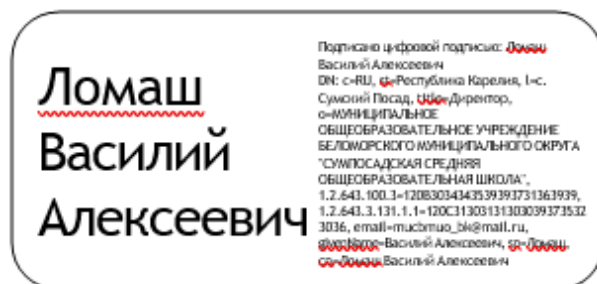 Ломаш
Василий
Алексеевич
Подписано цифровой подписью: Ломаш
Василий Алексеевич
DN: c=RU, st=Республика Карелия, l=с.
Сумский Посад, title=Директор,
o=МУНИЦИПАЛЬНОЕ
ОБЩЕОБРАЗОВАТЕЛЬНОЕ УЧРЕЖДЕНИЕ
БЕЛОМОРСКОГО МУНИЦИПАЛЬНОГО ОКРУГА
"СУМПОСАДСКАЯ СРЕДНЯЯ
ОБЩЕОБРАЗОВАТЕЛЬНАЯ ШКОЛА",
1.2.643.100.3=120B3034343539393731363939,
1.2.643.3.131.1.1=120C31303131303039373532
3036, email=mucbmuo_bk@mail.ru,
givenName=Василий Алексеевич, sn=Ломаш,
cn=Ломаш Василий Алексеевич